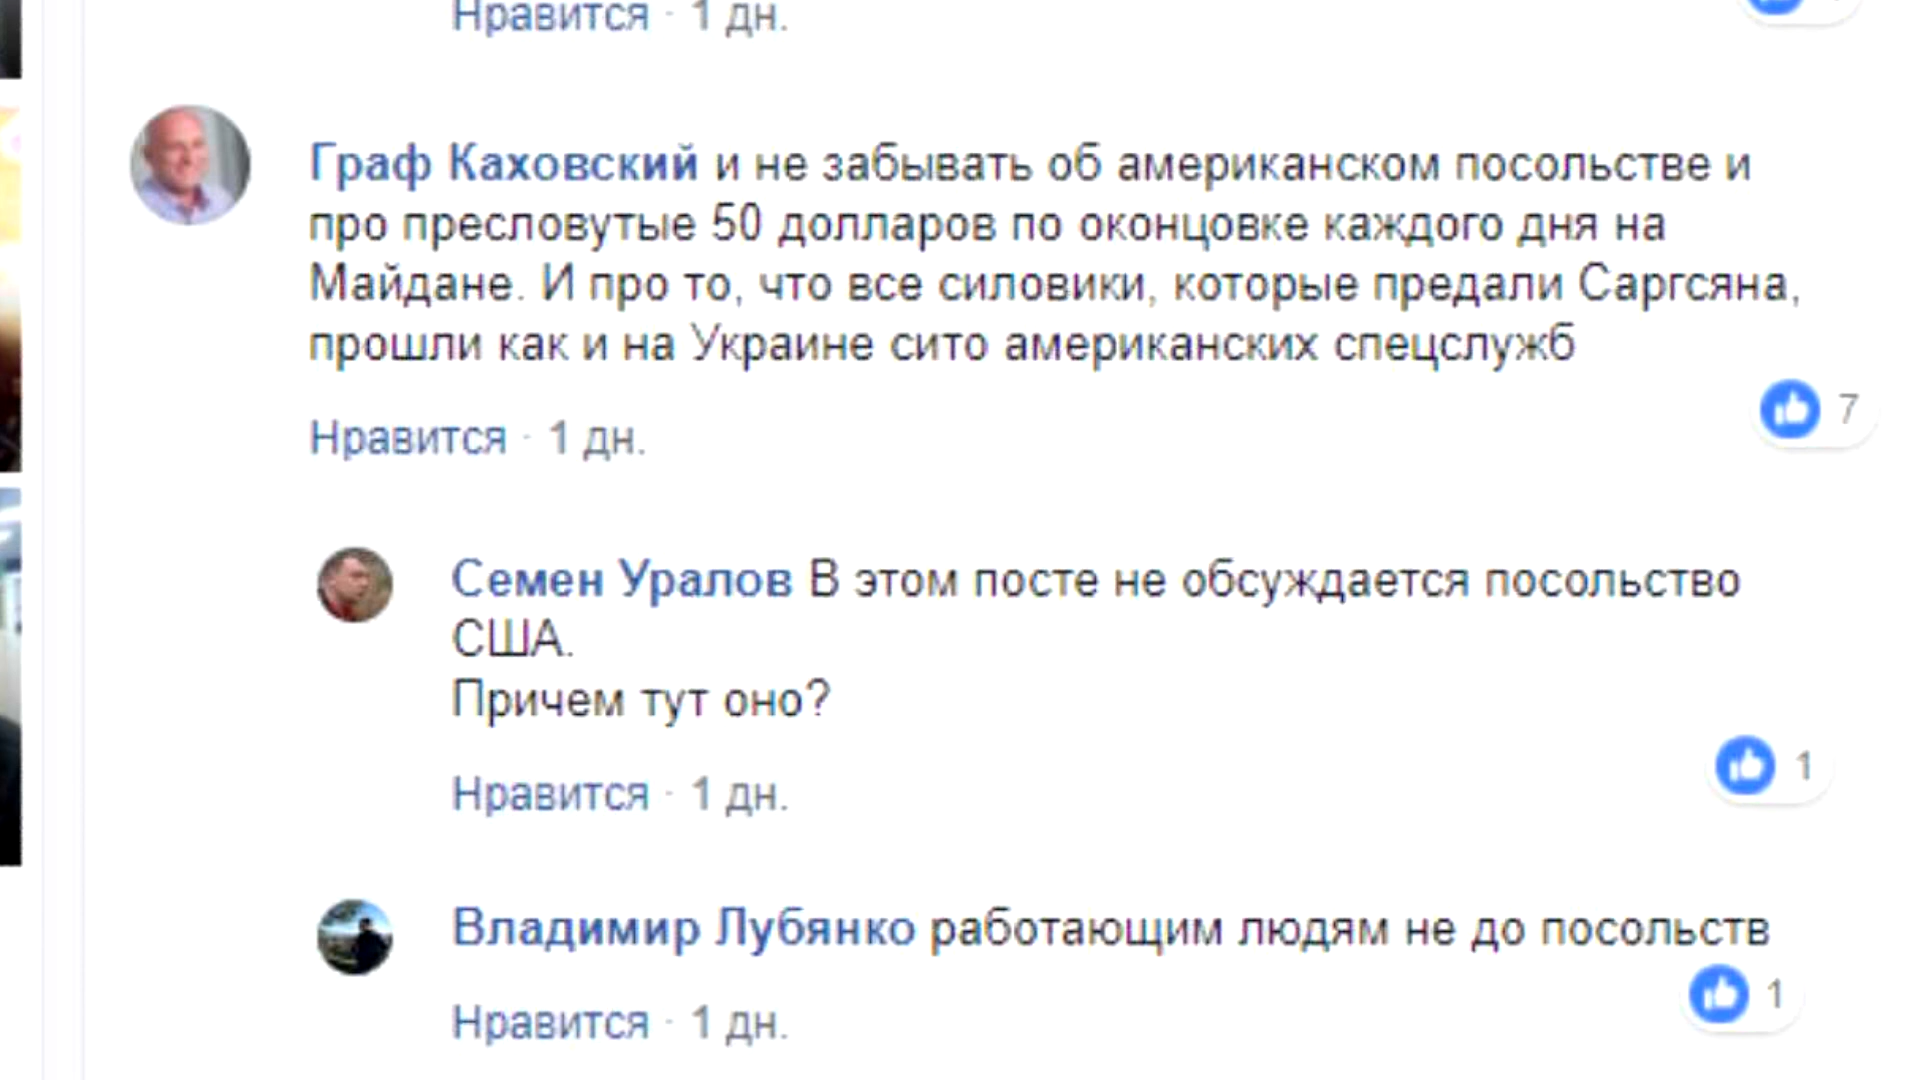 Нравится · 1 дн.
Граф Каховский и не забывать об американском посольстве и
про пресловутые 50 долларов по оконцовке каждого дня на
Майдане. И про то, что все силовики, которые предали Саргсяна,
прошли как и на Украине сито американских спецслужб
7
Нравится · 1 дн.
Семен Уралов В этом посте не обсуждается посольство
США.
Причем тут оно?
1
Нравится · 1 дн.
Владимир Лубянко работающим людям не до посольств
1
Нравится · 1 дн.